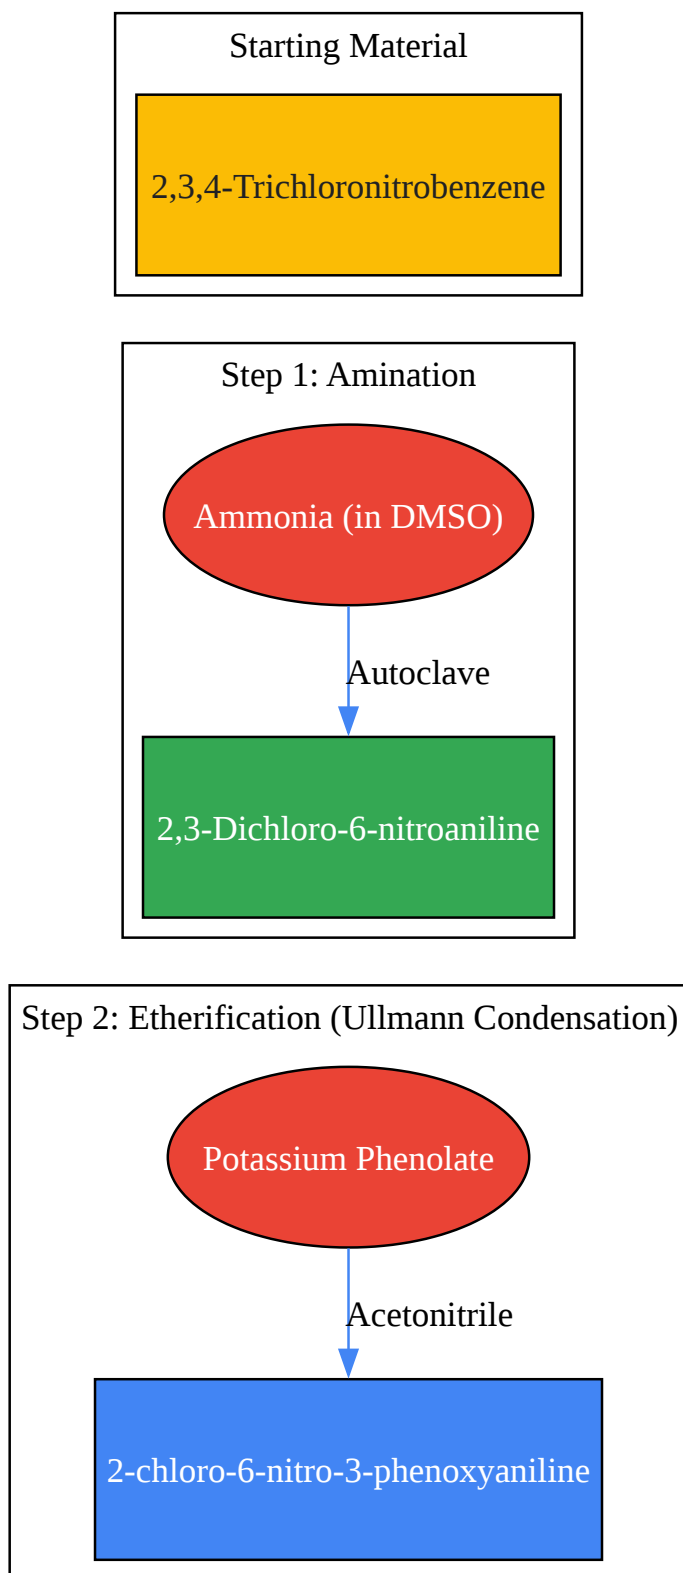 Starting Material
2,3,4-Trichloronitrobenzene
Step 1: Amination
Ammonia (in DMSO)
Autoclave
2,3-Dichloro-6-nitroaniline
Step 2: Etherification (Ullmann Condensation)
Potassium Phenolate
Acetonitrile
2-chloro-6-nitro-3-phenoxyaniline